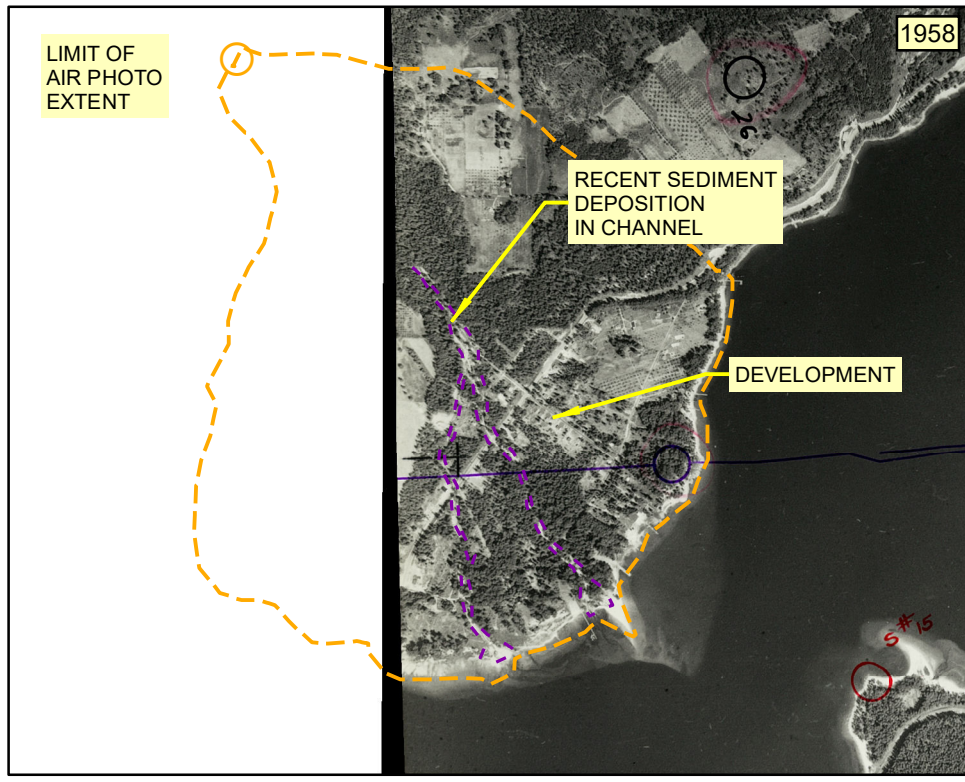 1958
LIMIT OF
AIR PHOTO
EXTENT
26
RECENT SEDIMENT
DEPOSITION
IN CHANNEL
DEVELOPMENT
S#15